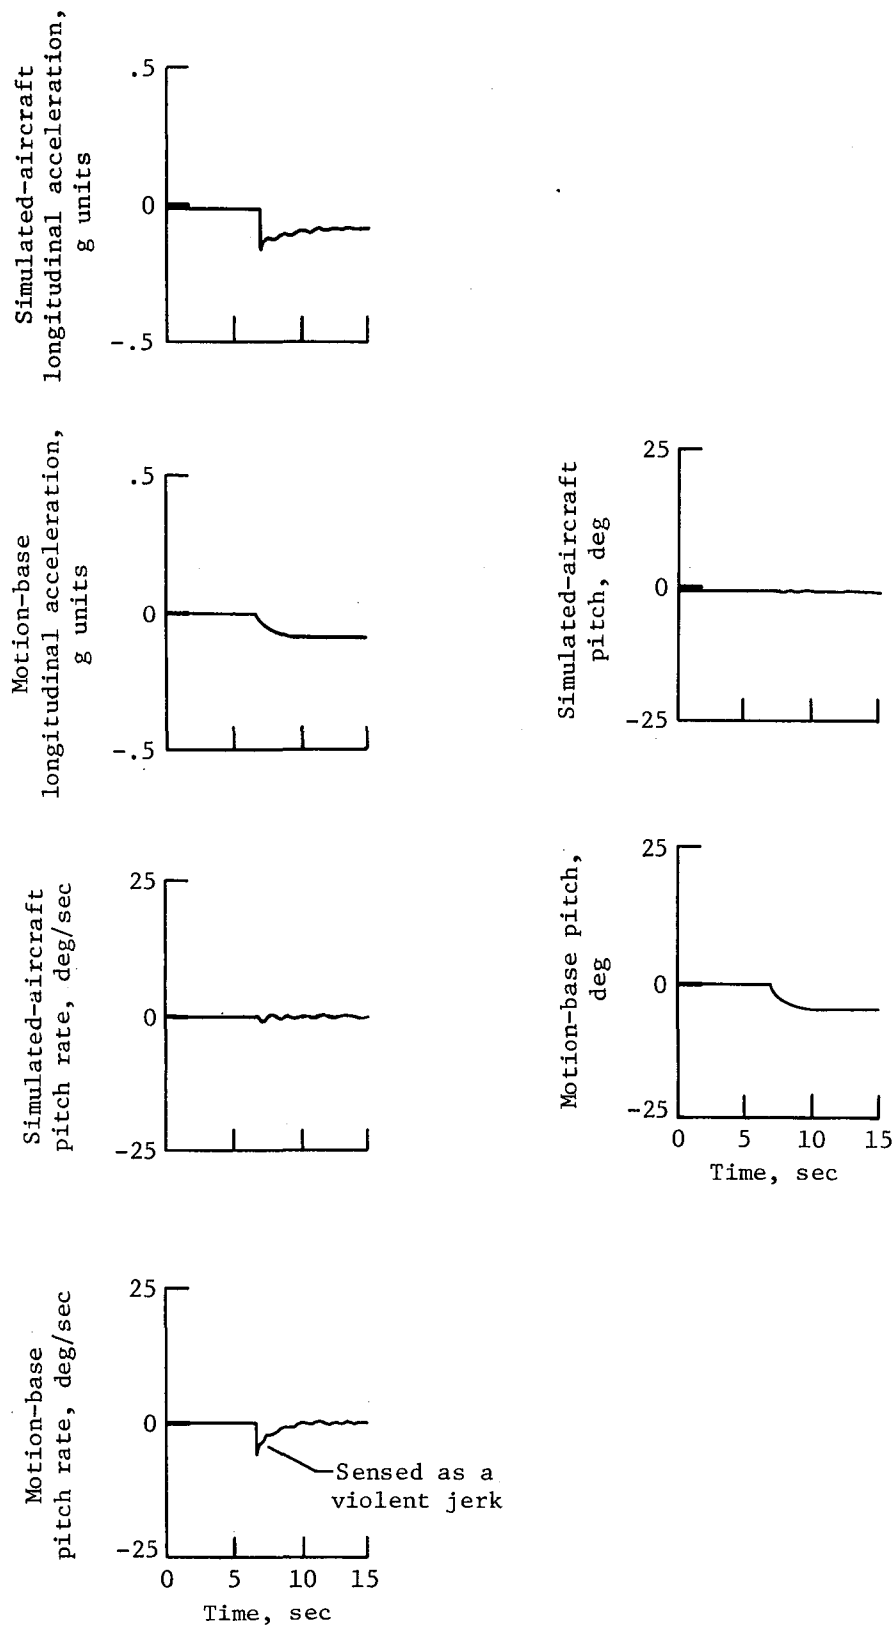 Simulated-aircraft
longitudinal acceleration,
g units
.5
0
-.5
Motion-base
longitudinal acceleration,
g units
.5
0
-.5
Simulated-aircraft
pitch, deg
25
0
-25
Simulated-aircraft
pitch rate, deg/sec
25
0
-25
Motion-base pitch,
deg
25
0
-25
0 5 10 15
Time, sec
Motion-base
pitch rate, deg/sec
25
0
-25
Sensed as a
violent jerk
0 5 10 15
Time, sec